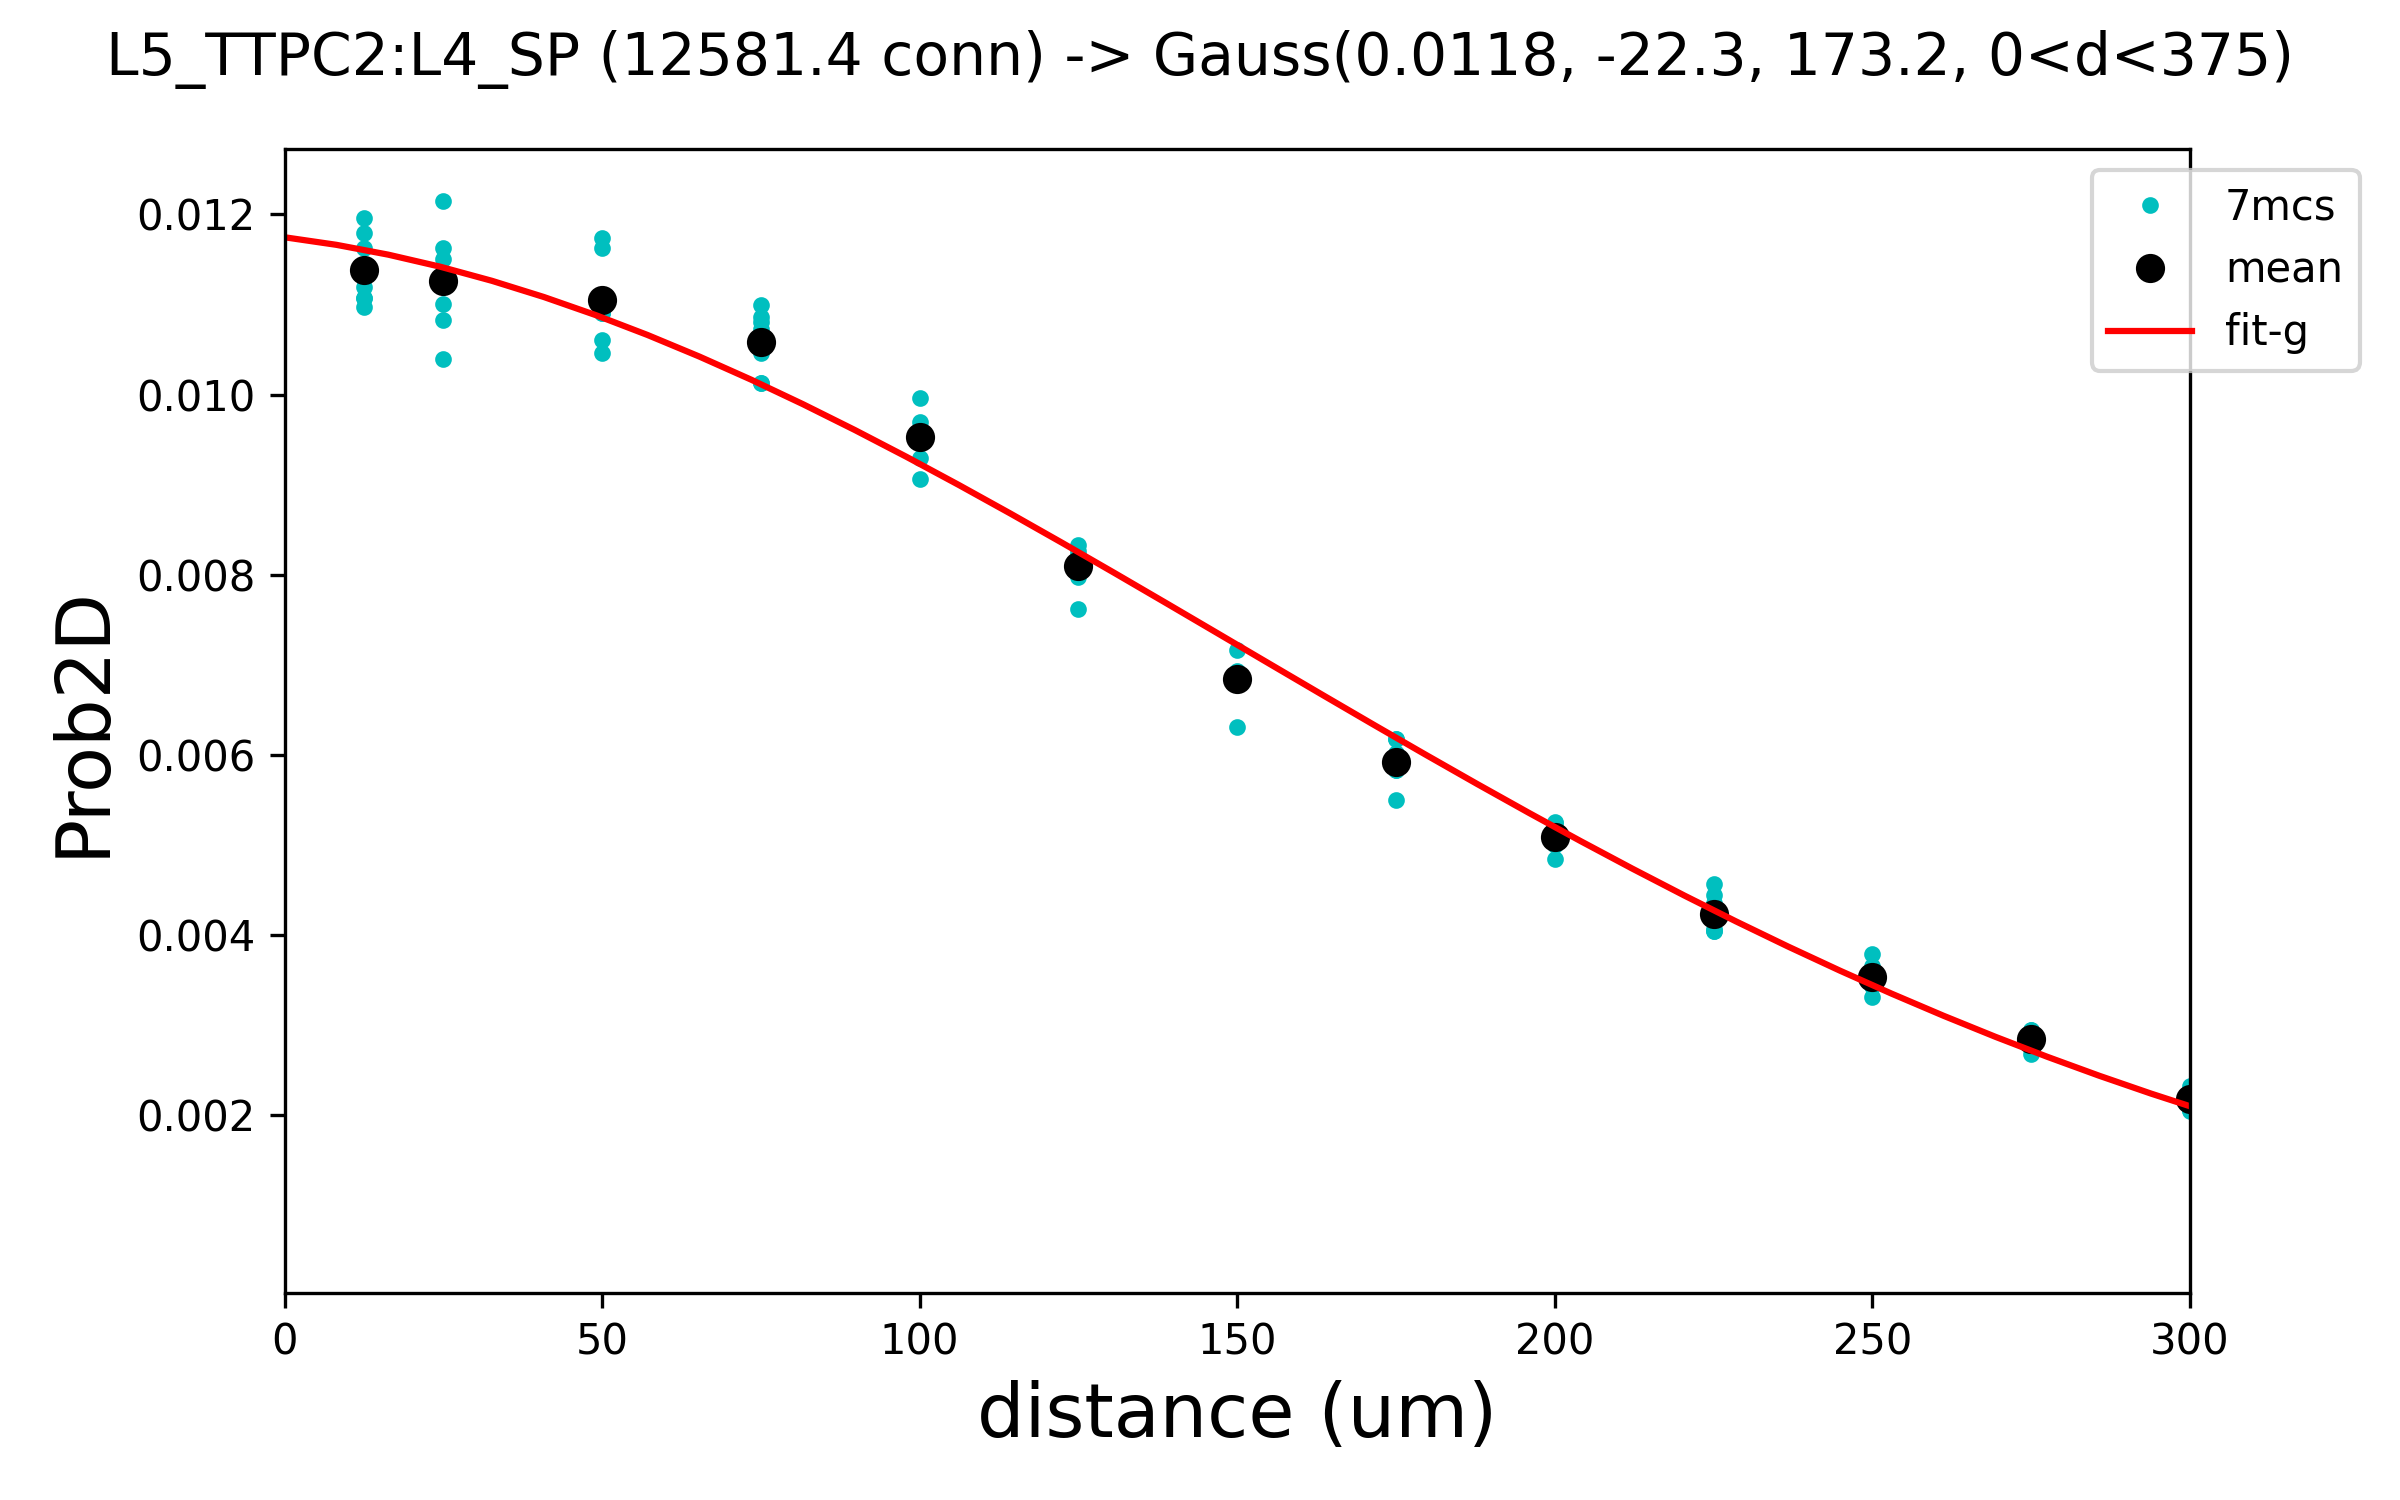 L5_TTPC2:L4_SP (12581.4 conn) -> Gauss(0.0118, -22.3, 173.2, 0<d<375)
7mcs
mean
fit-g
0.012
0.010
0.008
0.006
0.004
0.002
Prob2D
0 50 100 150 200 250 300
distance (um)